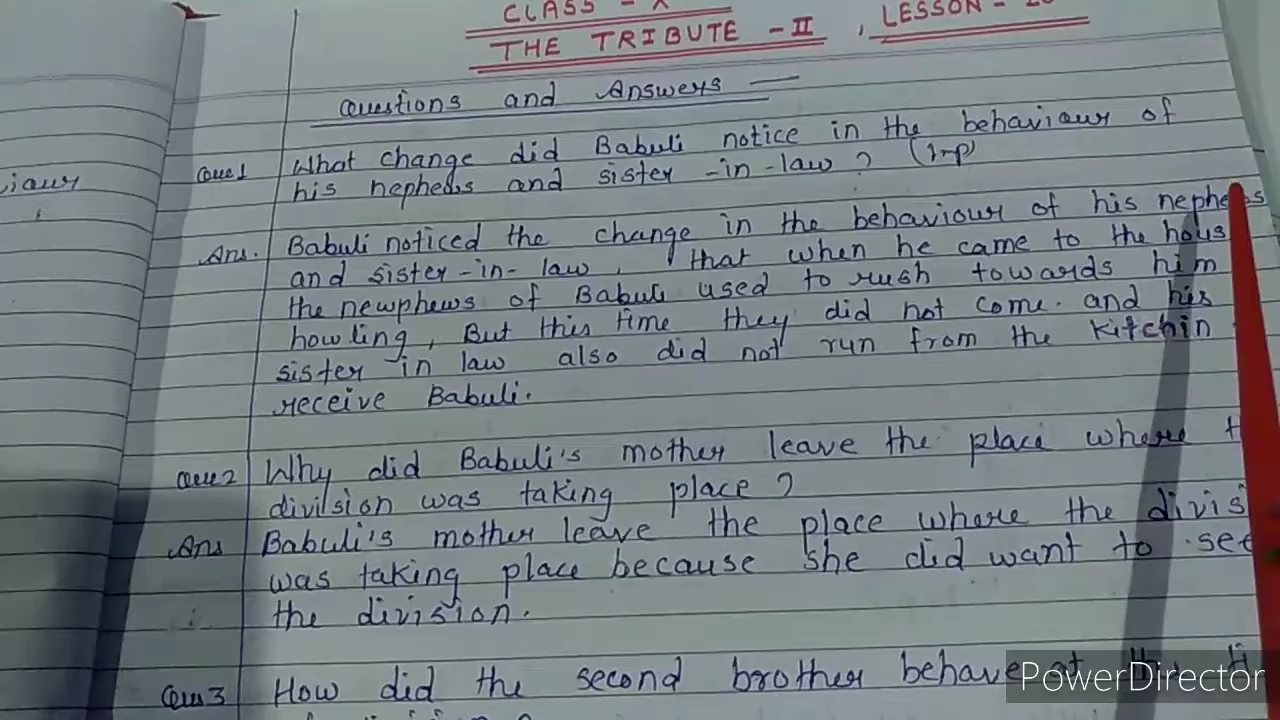 CLASS - X
THE TRIBUTE - II , LESSON -
Questions and Answers —
iaur
Que1 What change did Babuli notice in the behaviour of
his nephews and sister -in -law ? (Imp)
Ans. Babuli noticed the change in the behaviour of his nephews
and sister -in- law , that when he came to the hous
the newphews of Babuli used to rush towards him
howling, But this time they did not come. and his
sister in law also did not run from the kitchin
receive Babuli.
Que2 Why did Babuli's mother leave the place where t
division was taking place ?
Ans Babuli's mother leave the place where the divis
was taking place because she did want to see
the division.
Que3 How did the second brother behave at the ti
PowerDirector